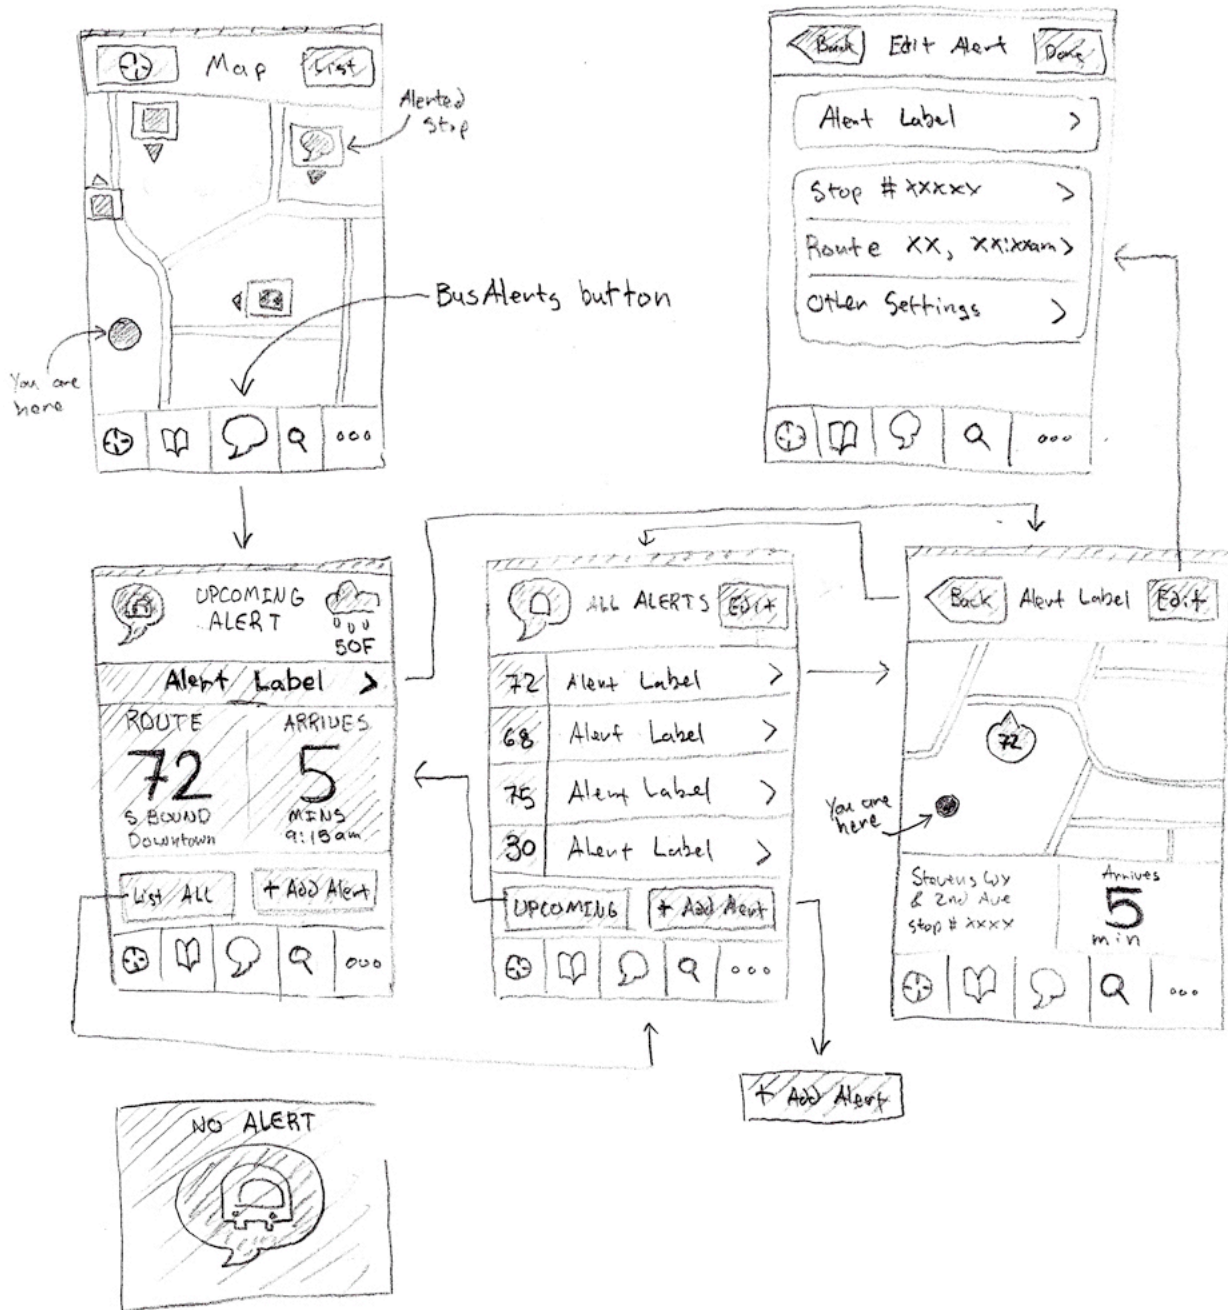 Map
List
Alerted
Stop
You are
here
BusAlerts button
Back
Edit Alert
Done
Alert Label
Stop # xxxxx
Route xx, xx:xxam
Other Settings
UPCOMING
ALERT
50F
Alert Label
ROUTE
ARRIVES
72
5
S. BOUND
Downtown
MINS
9:15am
List ALL
+ Add Alert
ALL ALERTS
Edit
72 Alert Label
68 Alert Label
75 Alert Label
30 Alert Label
UPCOMING
+ Add Alert
Back
Alert Label
Edit
72
You are
here
Stevens Wy
& 2nd Ave
stop # xxxx
Arrives
5
min
+ Add Alert
NO ALERT